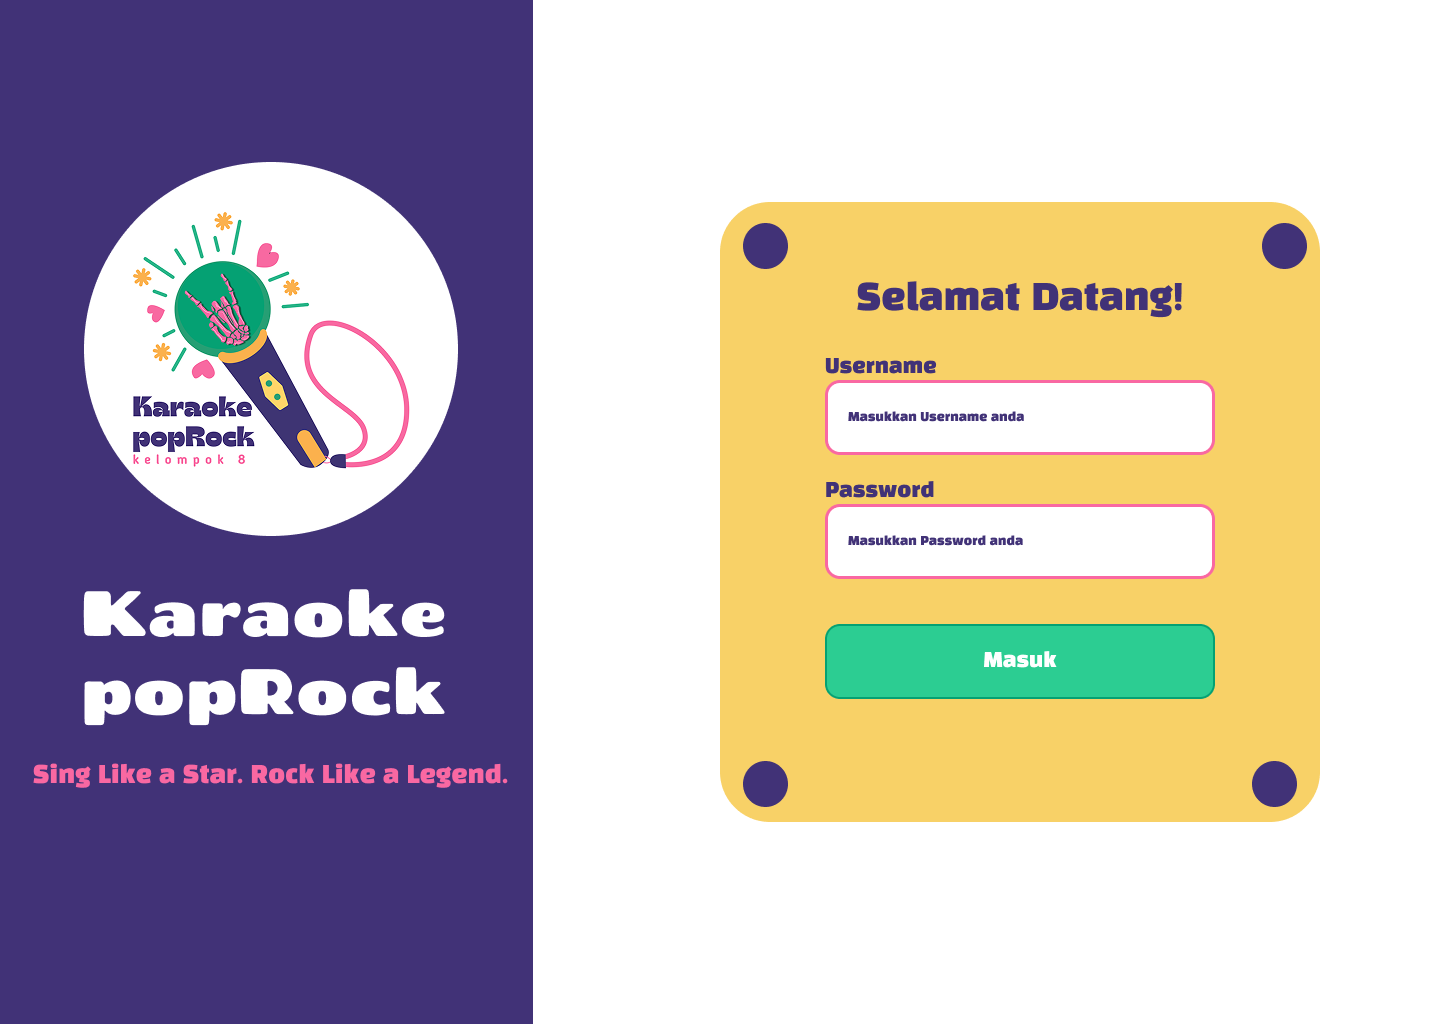 Karaoke
popRock
kelompok 8
Karaoke
popRock
Sing Like a Star. Rock Like a Legend.
Selamat Datang!
Username
Masukkan Username anda
Password
Masukkan Password anda
Masuk